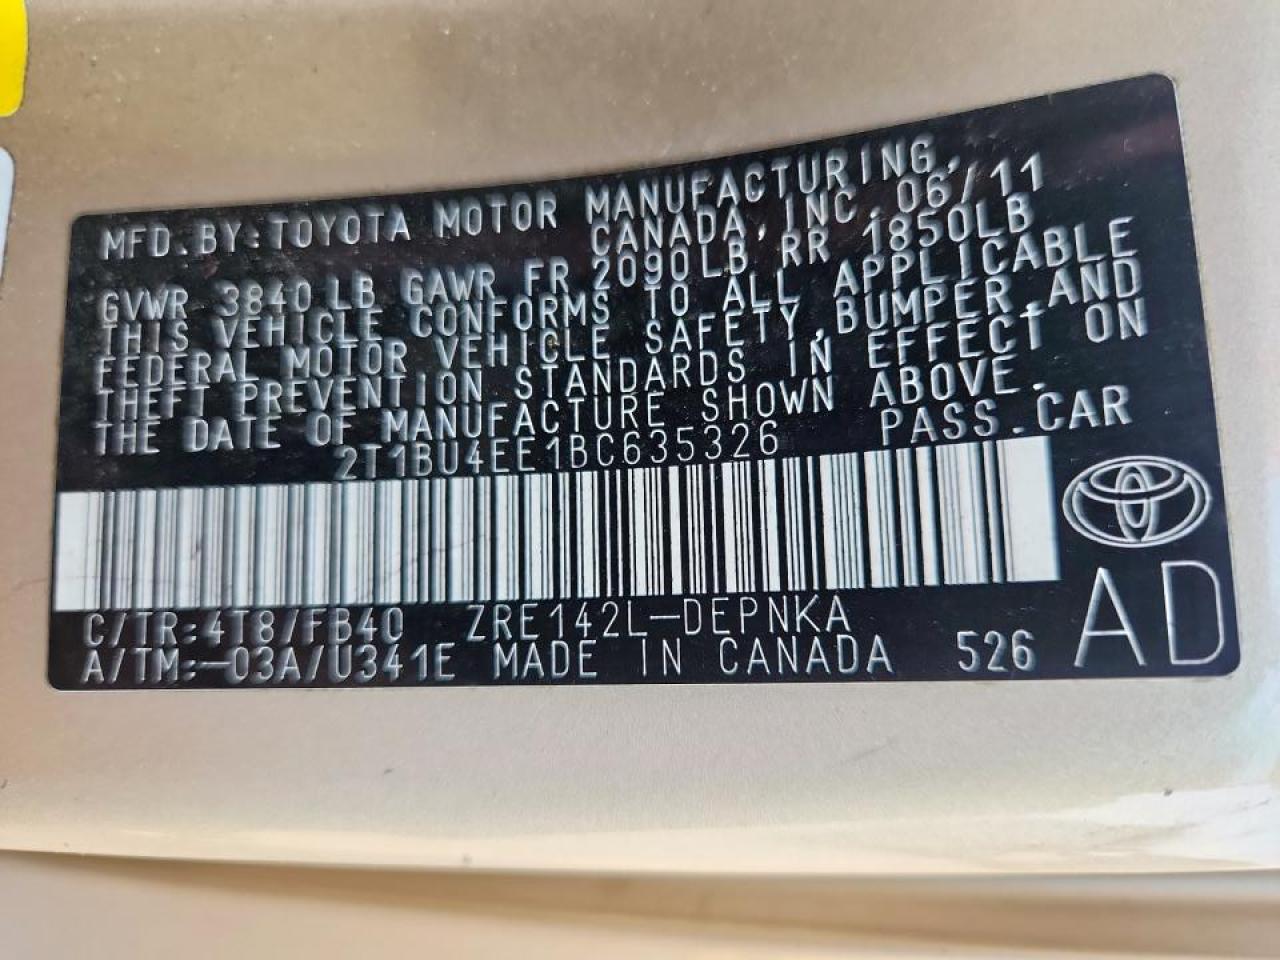 MFD.BY:TOYOTA MOTOR MANUFACTURING,
CANADA, INC. 06/11
GVWR 3840LB GAWR FR 2090LB RR 1850LB
THIS VEHICLE CONFORMS TO ALL APPLICABLE
FEDERAL MOTOR VEHICLE SAFETY,BUMPER,AND
THEFT PREVENTION STANDARDS IN EFFECT ON
THE DATE OF MANUFACTURE SHOWN ABOVE.
2T1BU4EE1BC635326 PASS.CAR
C/TR:4T8/FB40 ZRE142L-DEPNKA
A/TM:-03A/U341E MADE IN CANADA 526 AD